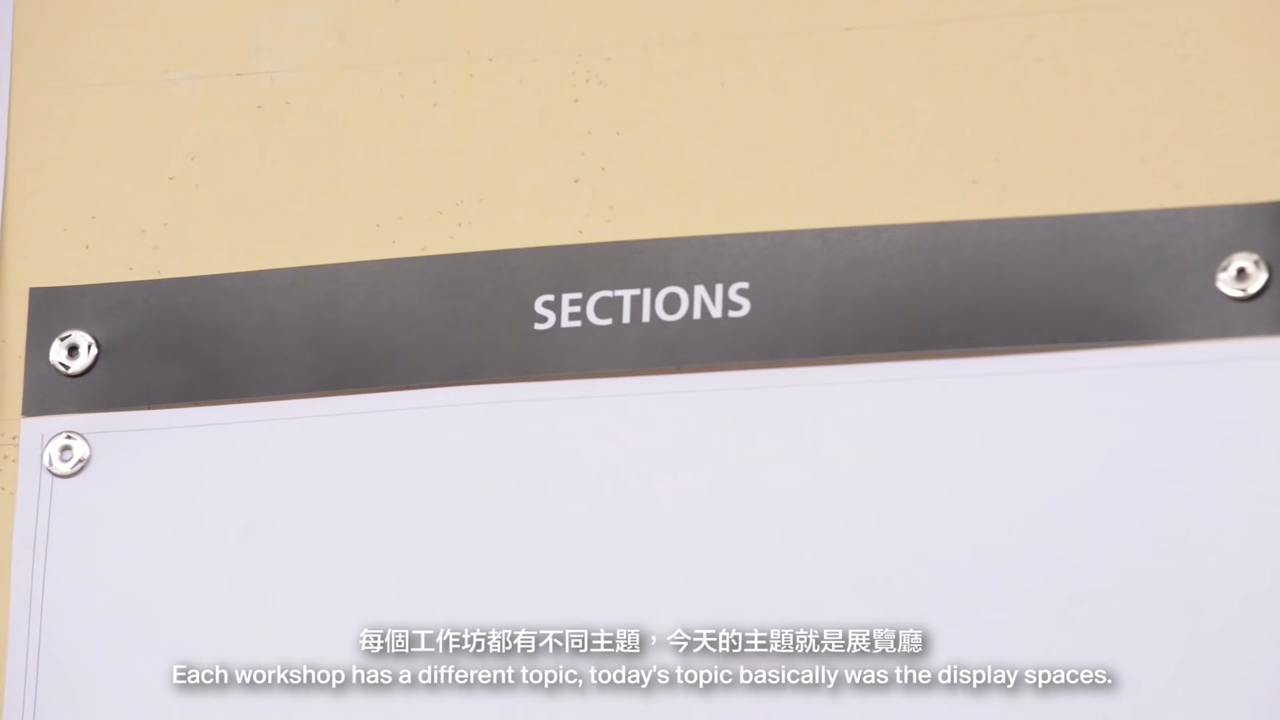 SECTIONS
每個工作坊都有不同主題，今天的主題就是展覽廳
Each workshop has a different topic, today's topic basically was the display spaces.